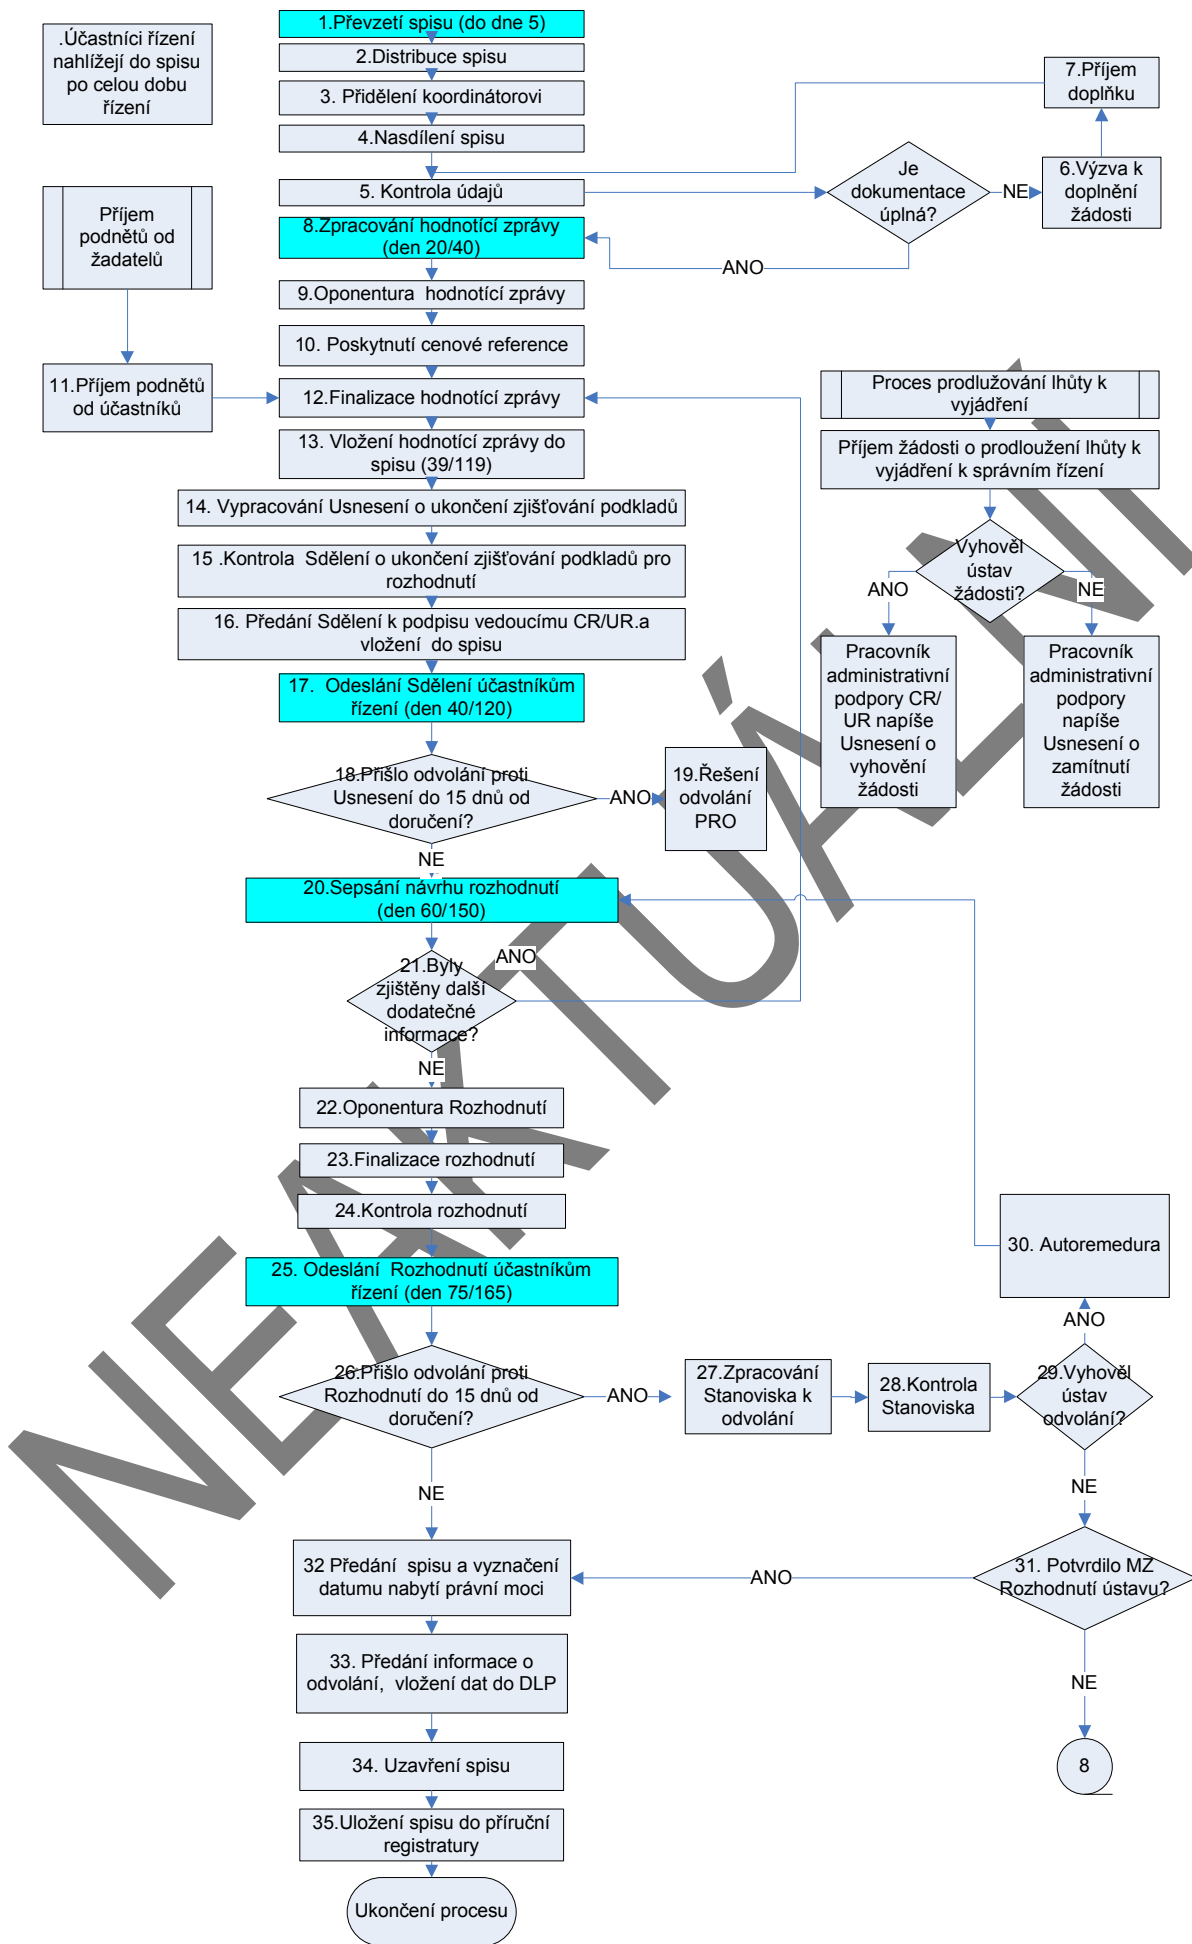 1.Převzetí spisu (do dne 5)
.Účastníci řízení
nahlížejí do spisu
po celou dobu
řízení
2.Distribuce spisu
3. Přidělení koordinátorovi
4.Nasdílení spisu
7.Příjem
doplňku
5. Kontrola údajů
Je
dokumentace
úplná?
NE
6.Výzva k
doplnění
žádosti
ANO
Příjem
podnětů od
žadatelů
8.Zpracování hodnotící zprávy
(den 20/40)
9.Oponentura  hodnotící zprávy
10. Poskytnutí cenové reference
11.Příjem podnětů
od účastníků
12.Finalizace hodnotící zprávy
13. Vložení hodnotící zprávy do
spisu (39/119)
14. Vypracování Usnesení o ukončení zjišťování podkladů
15 .Kontrola  Sdělení o ukončení zjišťování podkladů pro
rozhodnutí
16. Předání Sdělení k podpisu vedoucímu CR/UR.a
vložení  do spisu
17.  Odeslání Sdělení účastníkům
řízení (den 40/120)
Proces prodlužování lhůty k
vyjádření
Příjem žádosti o prodloužení lhůty k
vyjádření k správním řízení
Vyhověl
ústav
žádosti?
ANO
NE
Pracovník
administrativní
podpory CR/
UR napíše
Usnesení o
vyhovění
žádosti
Pracovník
administrativní
podpory
napíše
Usnesení o
zamítnutí
žádosti
18.Přišlo odvolání proti
Usnesení do 15 dnů od
doručení?
ANO
19.Řešení
odvolání
PRO
NE
20.Sepsání návrhu rozhodnutí
(den 60/150)
21.Byly
zjištěny další
dodatečné
informace?
ANO
NE
22.Oponentura Rozhodnutí
23.Finalizace rozhodnutí
24.Kontrola rozhodnutí
25. Odeslání  Rozhodnutí účastníkům
řízení (den 75/165)
30. Autoremedura
ANO
26.Přišlo odvolání proti
Rozhodnutí do 15 dnů od
doručení?
ANO
27.Zpracování
Stanoviska k
odvolání
28.Kontrola
Stanoviska
29.Vyhověl
ústav
odvolání?
NE
NE
31. Potvrdilo MZ
Rozhodnutí ústavu?
ANO
32 Předání  spisu a vyznačení
datumu nabytí právní moci
33. Předání informace o
odvolání,  vložení dat do DLP
NE
8
34. Uzavření spisu
35.Uložení spisu do příruční
registratury
Ukončení procesu
NEAKTUÁLNÍ